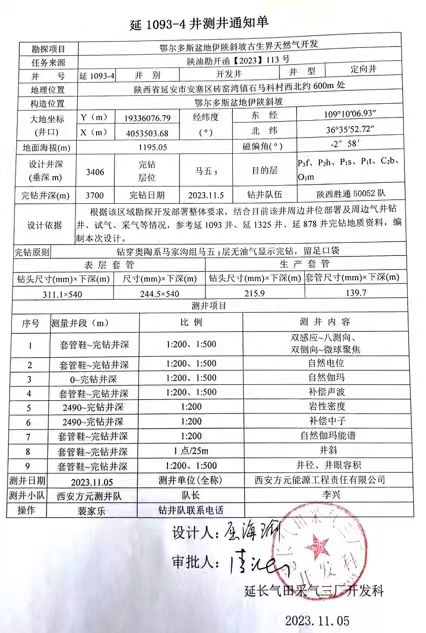 延 1093-4 井测井通知单
勘探项目 鄂尔多斯盆地伊陕斜坡古生界天然气开发
任务来源 陕油勘开函【2023】113 号
井 号 延 1093-4 井 别 开发井 井 型 定向井
地理位置 陕西省延安市安塞区砖窑湾镇石马科村西北约 600m 处
构造位置 鄂尔多斯盆地伊陕斜坡
大地坐标 Y（m） 19336076.79 经纬度 东 经 109°10′06.93″
（井口） X（m） 4053503.68 （°） 北 纬 36°35′52.72″
地面海拔(m) 1195.05 磁偏角(°) -2° 58′
设计井深 3406 完钻 马五₅ 目的层 P₃f、P₂h、P₁s、P₁t、C₂b、
(垂深 m) 层位 O₁m
完钻井深(m) 3700 完钻日期 2023.11.5 钻井队伍 陕西胜通 50052 队
设计依据 根据该区域勘探开发部署整体要求，结合目前该井周边井位部署及周边气井钻
井、试气、采气等情况，参考延 1093 井、延 1325 井、延 878 井完钻地质资料，编
制本次设计。
完钻原则 钻穿奥陶系马家沟组马五₅层无油气显示完钻，留足口袋
表 层 套 管 生 产 套 管
钻头尺寸(mm)×下深(m) 套管尺寸(mm)×下深(m) 钻头尺寸(mm)×下深(m) 套管尺寸(mm)×下深(m)
311.1×540 244.5×540 215.9 139.7
测井项目
序号 测量井段（m） 比 例 测 井 内 容
1 套管鞋~完钻井深 1:200、1:500 双感应~八测向、
双侧向~微球聚焦
2 套管鞋~完钻井深 1:200、1:500 自然电位
3 0~完钻井深 1:200、1:500 自然伽玛
4 套管鞋~完钻井深 1:200、1:500 补偿声波
5 2490~完钻井深 1:200 岩性密度
6 2490~完钻井深 1:200 补偿中子
7 套管鞋~完钻井深 1:200 自然伽玛能谱
8 套管鞋~完钻井深 1 点/25m 井斜
9 套管鞋~完钻井深 1:200、1:500 井径、井眼容积
测井日期 2023.11.05 测井单位(全称) 西安方元能源工程责任有限公司
测井小队 西安方元测井队 队长 李兴
操作 装家乐 钻井队联系电话
设计人：
审批人：
延长气田采气三厂开发科
2023.11.05